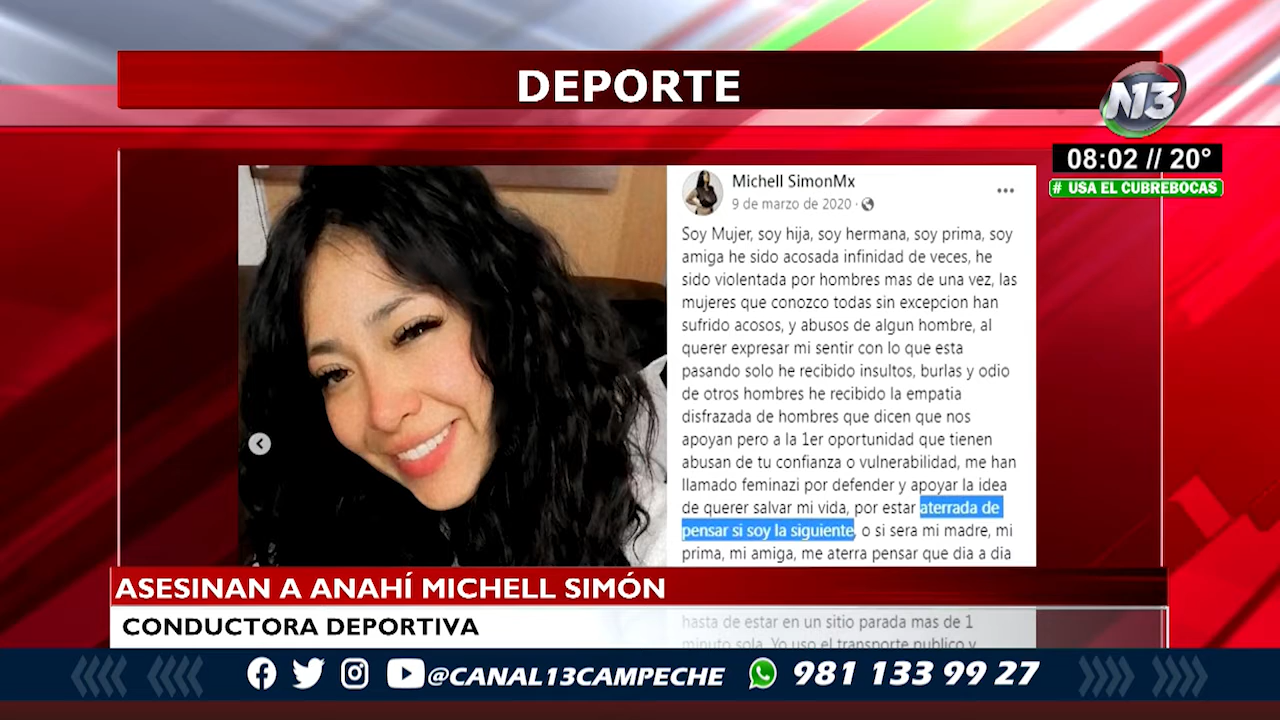 DEPORTE
N13
08:02 // 20°
# USA EL CUBREBOCAS
Michell SimonMx
9 de marzo de 2020
Soy Mujer, soy hija, soy hermana, soy prima, soy
amiga he sido acosada infinidad de veces, he
sido violentada por hombres mas de una vez, las
mujeres que conozco todas sin excepcion han
sufrido acosos, y abusos de algun hombre, al
querer expresar mi sentir con lo que esta
pasando solo he recibido insultos, burlas y odio
de otros hombres he recibido la empatia
disfrazada de hombres que dicen que nos
apoyan pero a la 1er oportunidad que tienen
abusan de tu confianza o vulnerabilidad, me han
llamado feminazi por defender y apoyar la idea
de querer salvar mi vida, por estar aterrada de
pensar si soy la siguiente, o si sera mi madre, mi
prima, mi amiga, me aterra pensar que dia a dia
ASESINAN A ANAHÍ MICHELL SIMÓN
CONDUCTORA DEPORTIVA
hasta de estar en un sitio parada mas de 1
minuto sola. Yo uso el transporte publico y
@CANAL13CAMPECHE
981 133 99 27